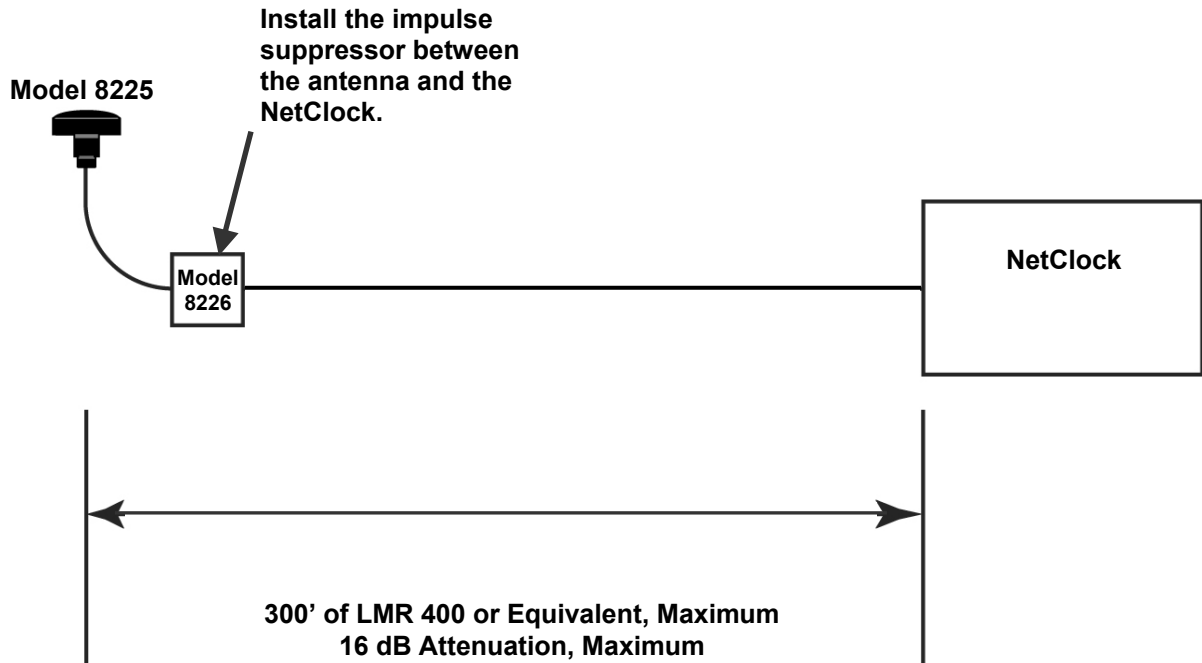 Install the impulse
suppressor between
the antenna and the
NetClock.
Model 8225
Model
8226
NetClock
300’ of LMR 400 or Equivalent, Maximum
16 dB Attenuation, Maximum